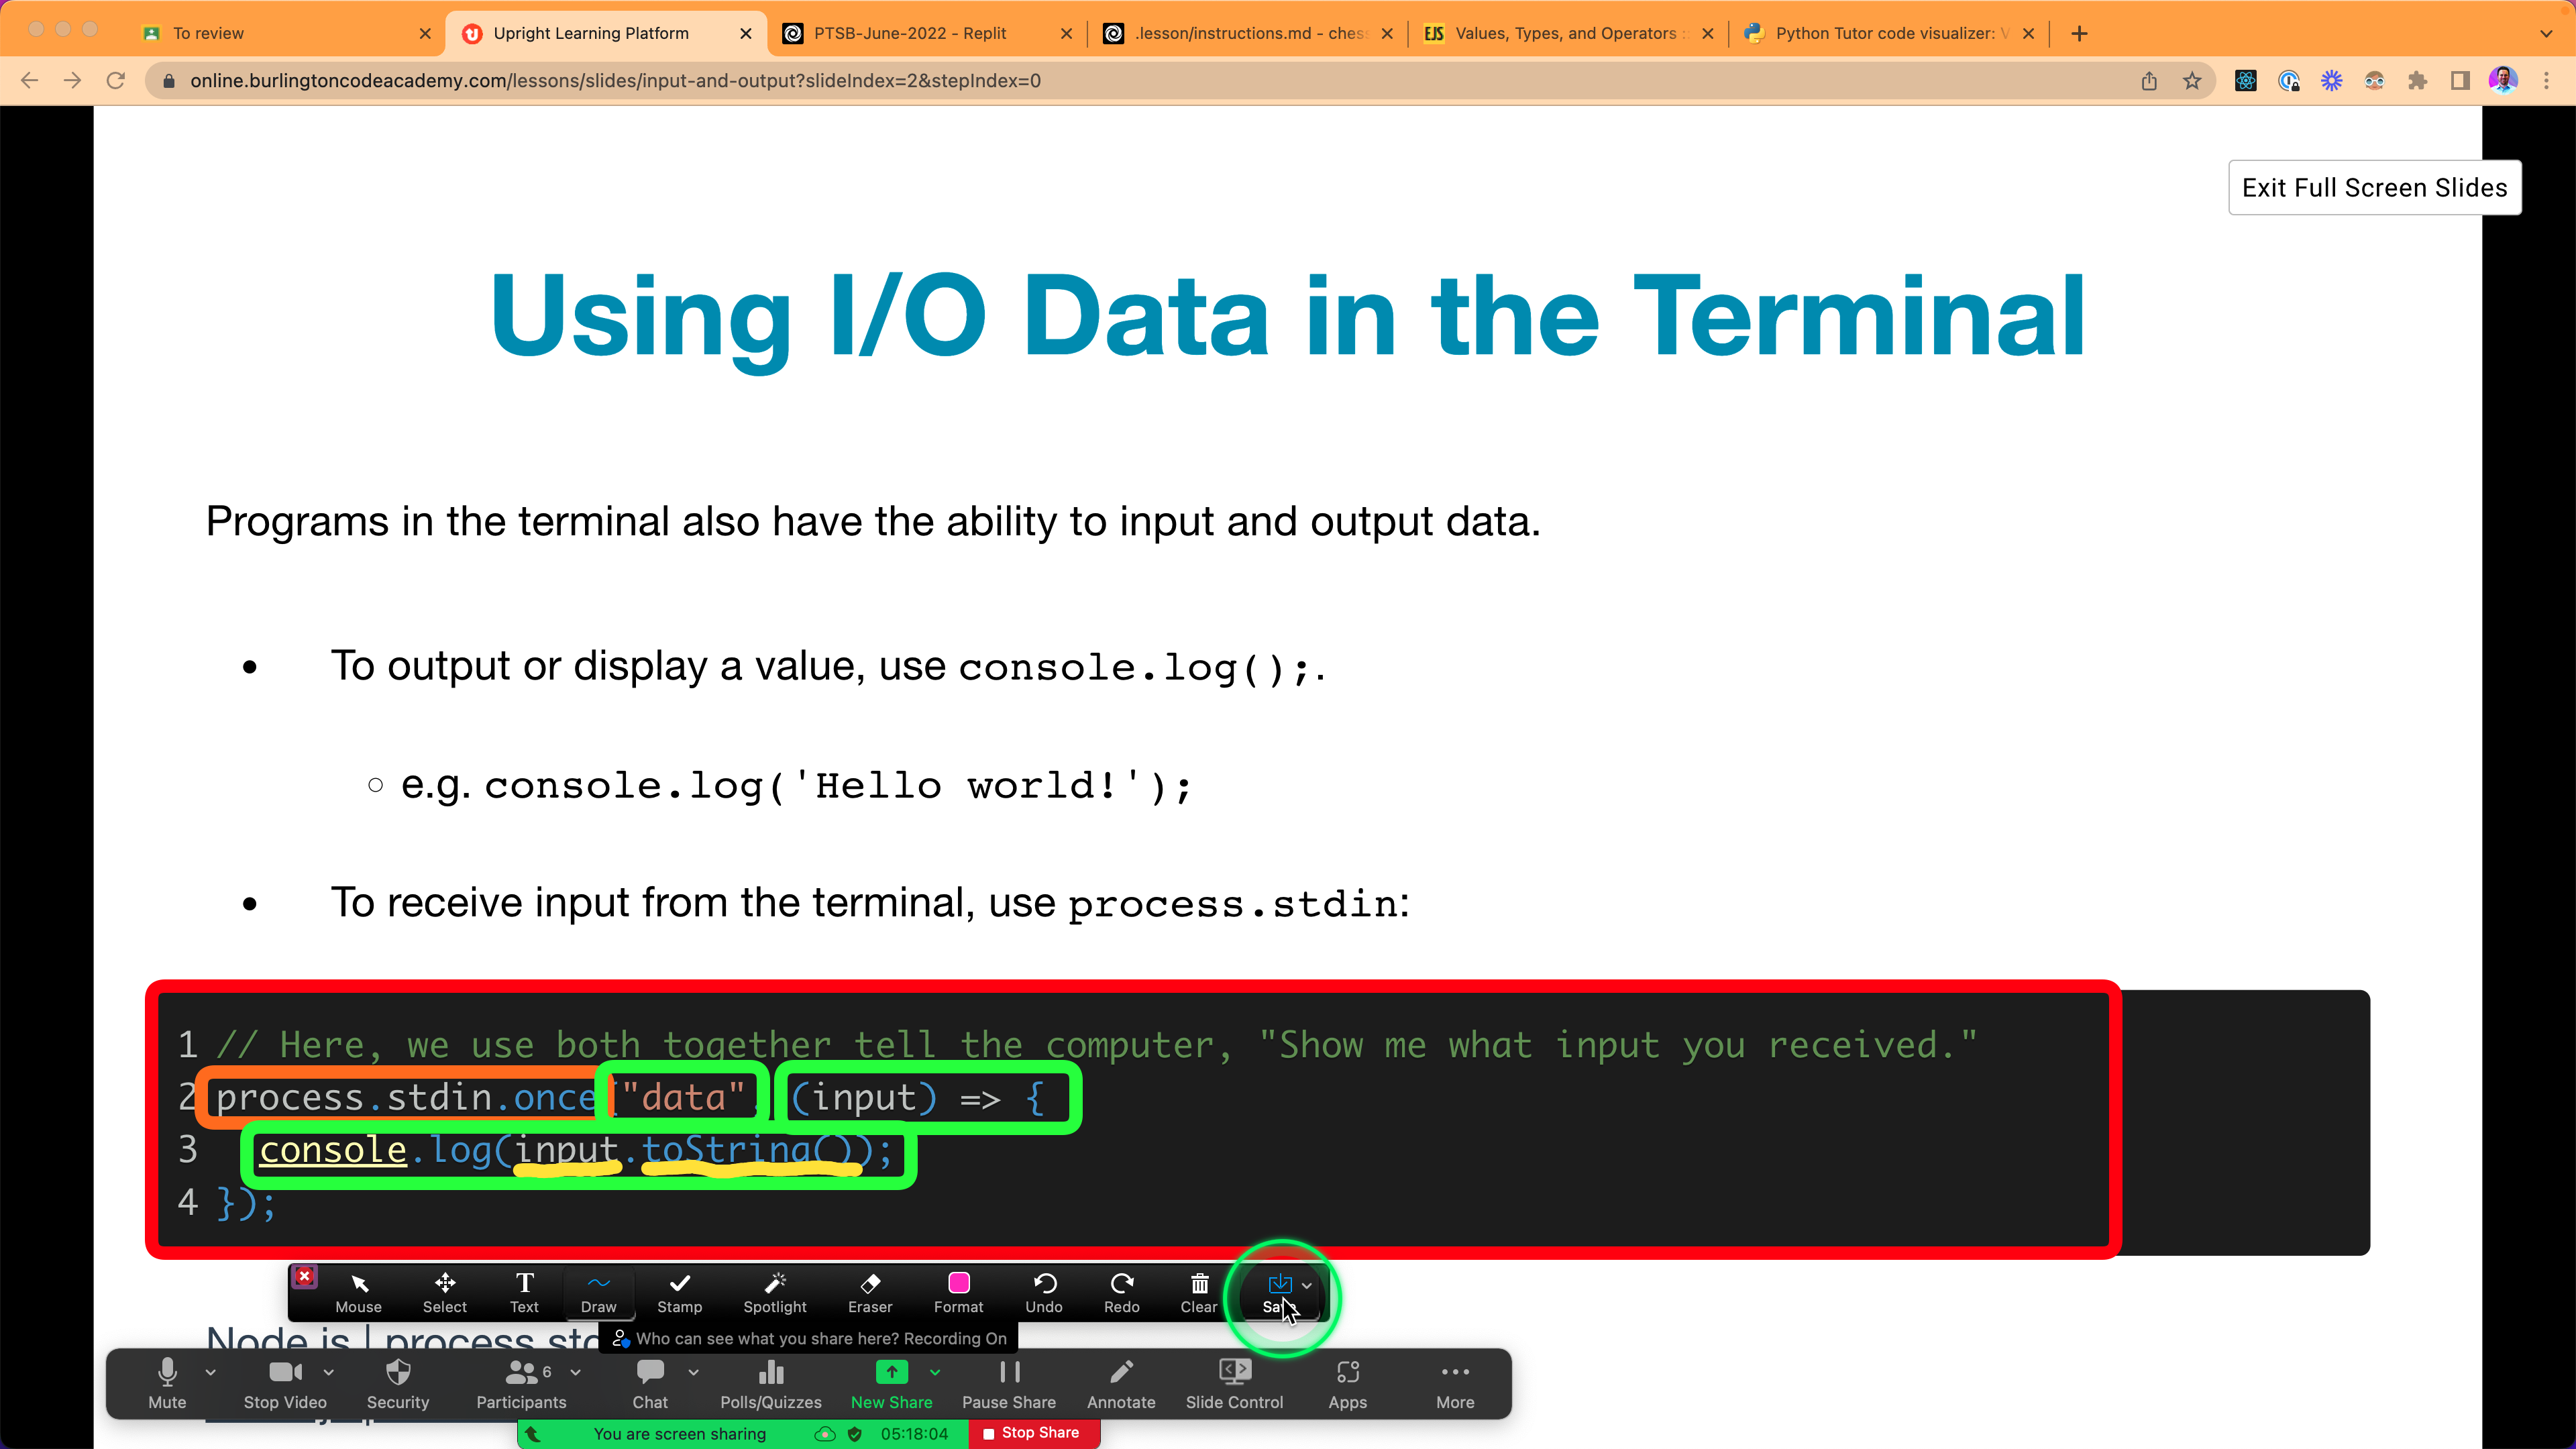 To review
Upright Learning Platform
PTSB-June-2022 - Replit
.lesson/instructions.md - chess
EJS Values, Types, and Operators ::
Python Tutor code visualizer: V
online.burlingtoncodeacademy.com/lessons/slides/input-and-output?slideIndex=2&stepIndex=0
Exit Full Screen Slides
Using I/O Data in the Terminal
Programs in the terminal also have the ability to input and output data.
• To output or display a value, use console.log();.
○ e.g. console.log('Hello world!');
• To receive input from the terminal, use process.stdin:
1 // Here, we use both together tell the computer, "Show me what input you received."
2 process.stdin.once("data", (input) => {
3 console.log(input.toString());
4 });
Mouse Select Text Draw Stamp Spotlight Eraser Format Undo Redo Clear Save
Node.js | process.std
Who can see what you share here? Recording On
6
Mute Stop Video Security Participants Chat Polls/Quizzes New Share Pause Share Annotate Slide Control Apps More
You are screen sharing 05:18:04 Stop Share